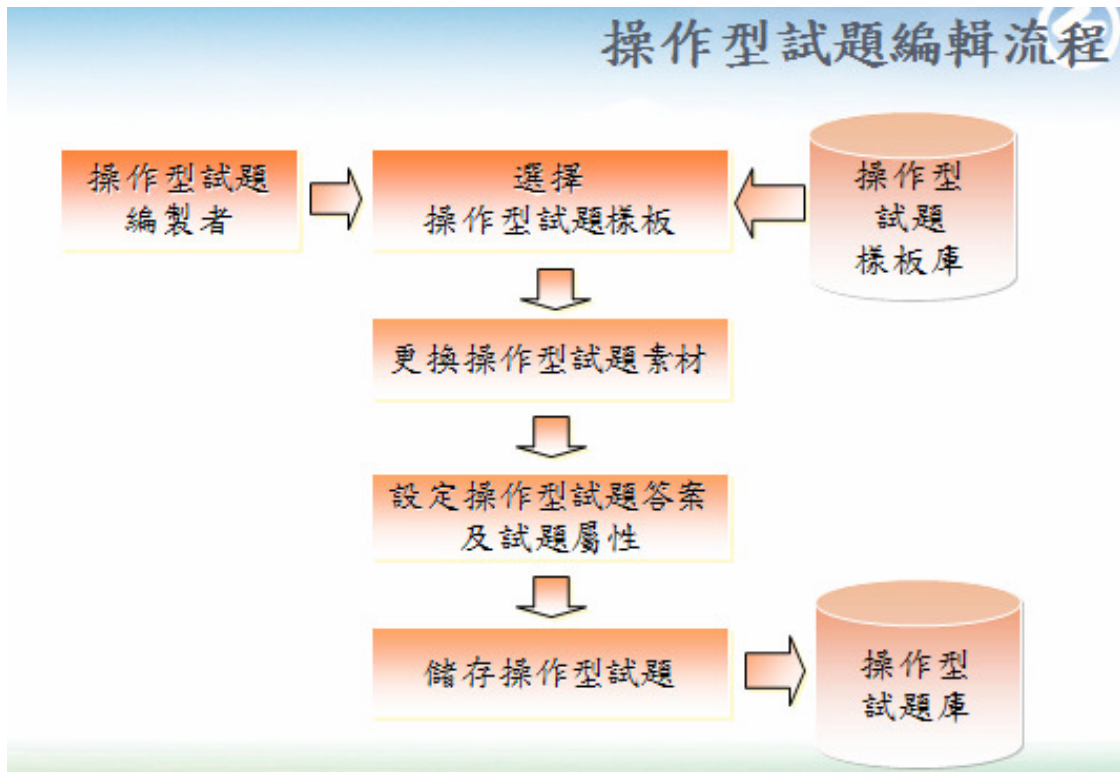 操作型試題編輯流程
操作型試題
編製者
選擇
操作型試題樣板
操作型
試題
樣板庫
更換操作型試題素材
設定操作型試題答案
及試題屬性
儲存操作型試題
操作型
試題庫